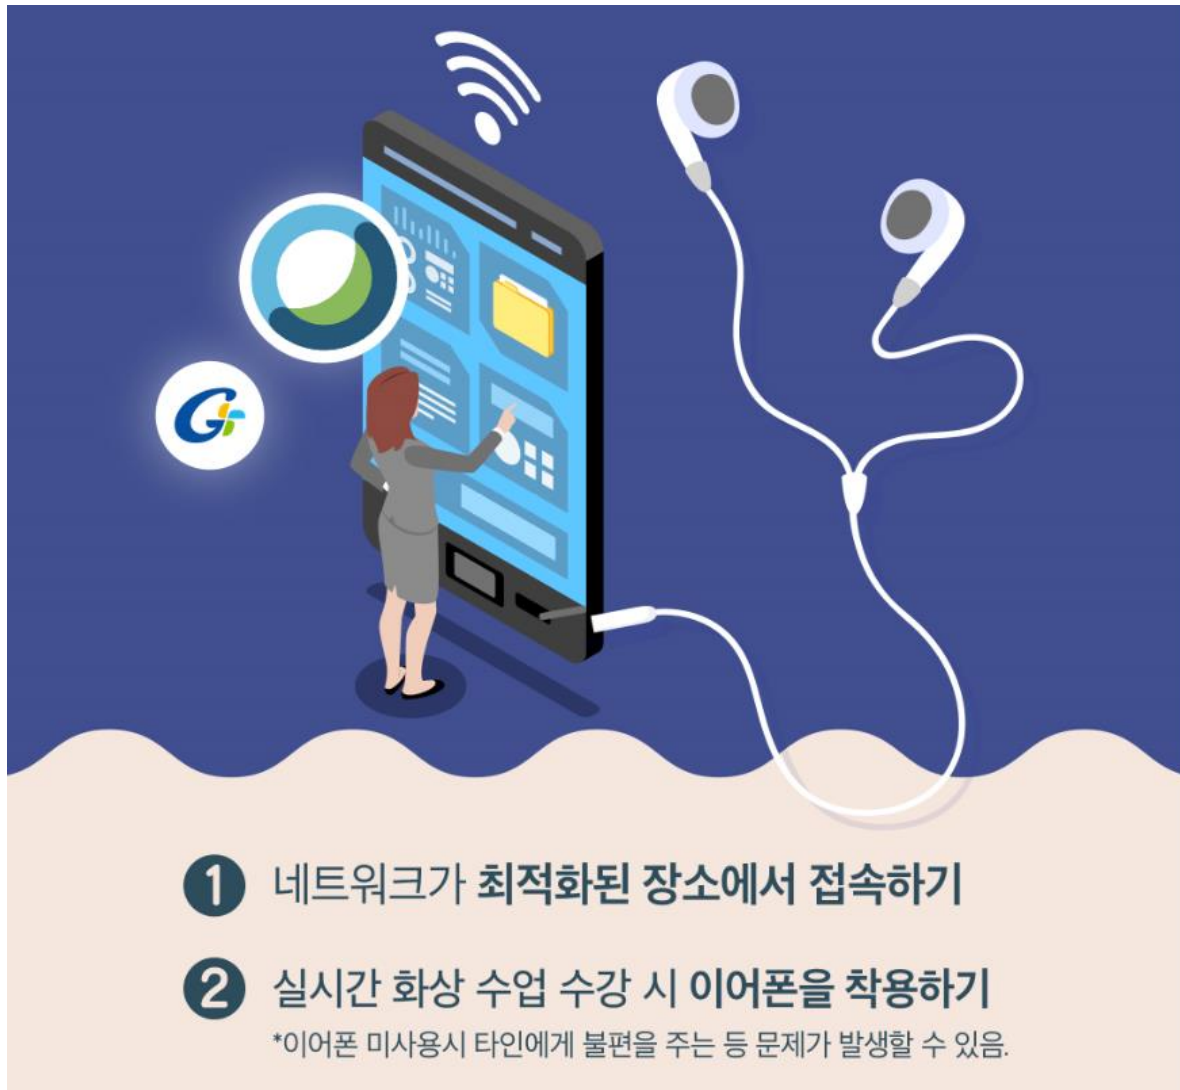 G
1 네트워크가 최적화된 장소에서 접속하기
2 실시간 화상 수업 수강 시 이어폰을 착용하기
*이어폰 미사용시 타인에게 불편을 주는 등 문제가 발생할 수 있음.